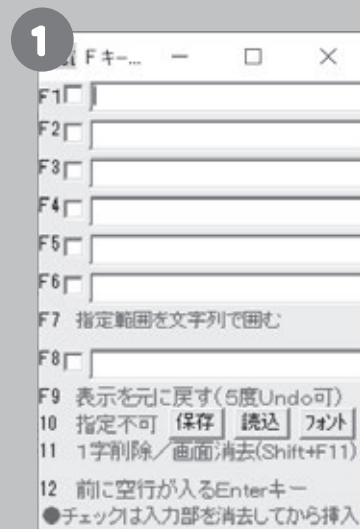 1
Fキー...
F1
F2
F3
F4
F5
F6
F7 指定範囲を文字列で囲む
F8
F9 表示を元に戻す(5度Undo可)
10 指定不可 保存 読込 フォント
11 1字削除/画面消去(Shift+F11)
12 前に空行が入るEnterキー
●チェックは入力部を消去してから挿入